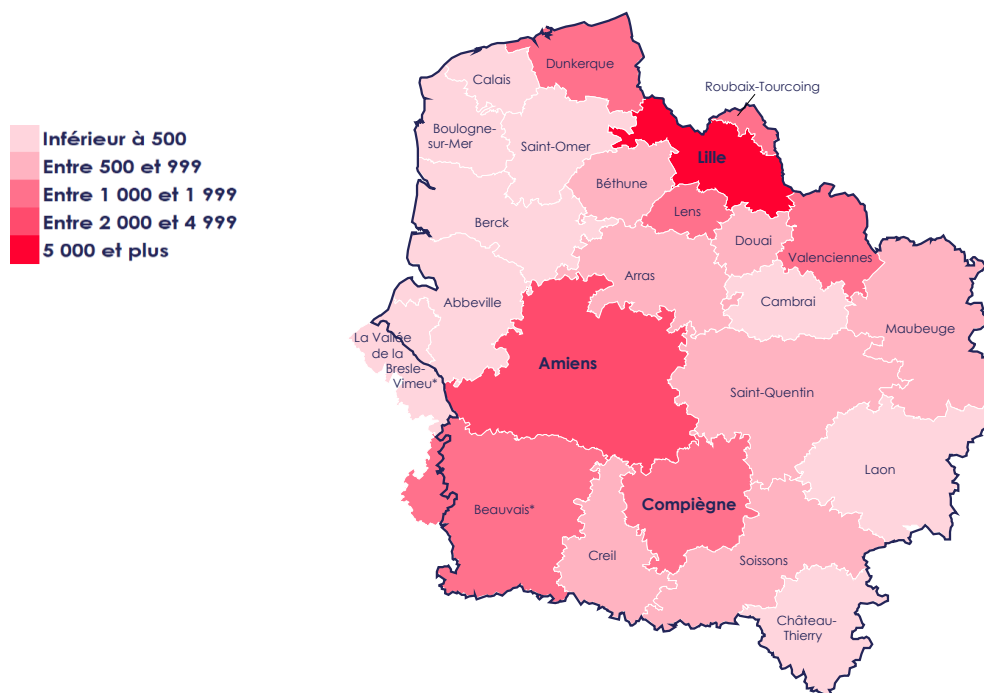 Inférieur à 500
Entre 500 et 999
Entre 1 000 et 1 999
Entre 2 000 et 4 999
5 000 et plus
Dunkerque
Calais
Roubaix-Tourcoing
Boulogne-
sur-Mer
Saint-Omer
Lille
Béthune
Lens
Berck
Douai
Valenciennes
Arras
Abbeville
Cambrai
Maubeuge
La Vallée
de la
Bresle-
Vimeu*
Amiens
Saint-Quentin
Laon
Beauvais*
Compiègne
Creil
Soissons
Château-
Thierry